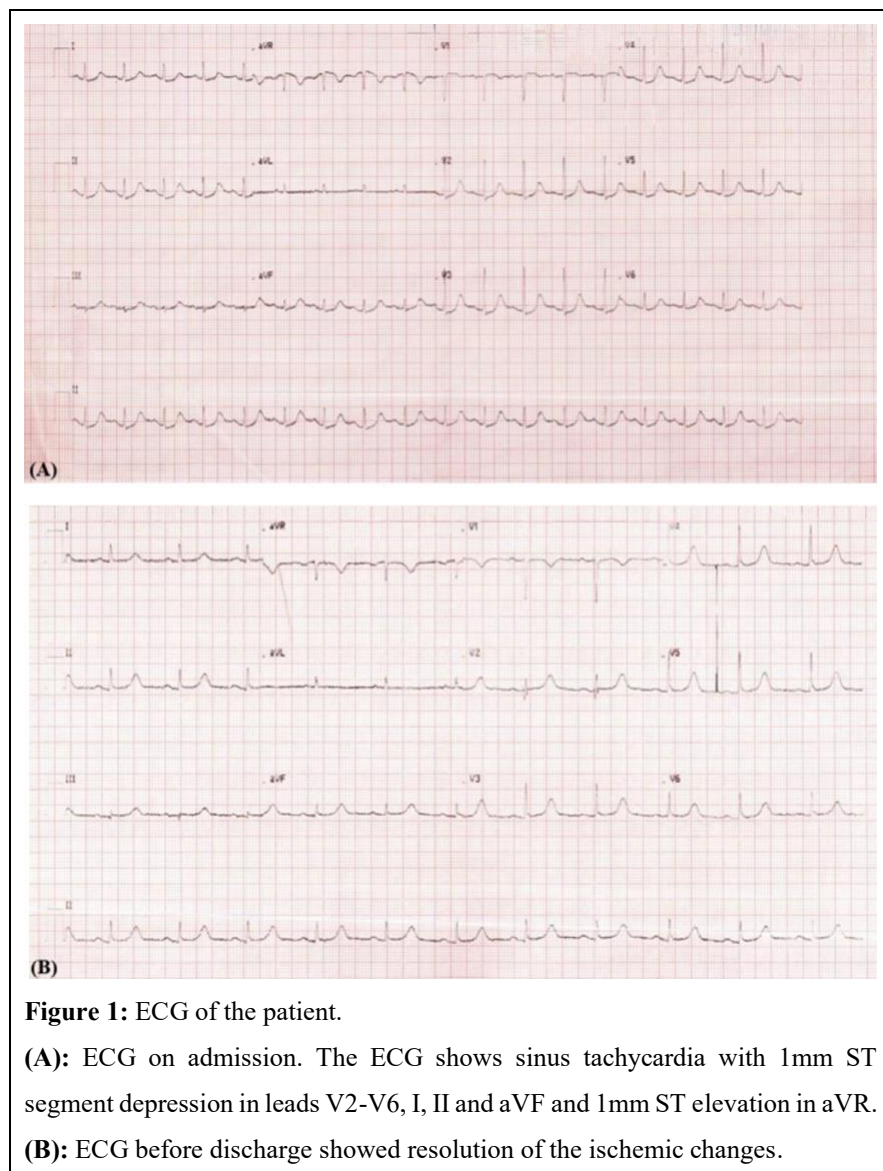 I aVR V1 V4
II aVL V2 V5
III aVF V3 V6
II
(A)
I aVR V1 V4
II aVL V2 V5
III aVF V3 V6
II
(B)
Figure 1: ECG of the patient.
(A): ECG on admission. The ECG shows sinus tachycardia with 1mm ST
segment depression in leads V2-V6, I, II and aVF and 1mm ST elevation in aVR.
(B): ECG before discharge showed resolution of the ischemic changes.